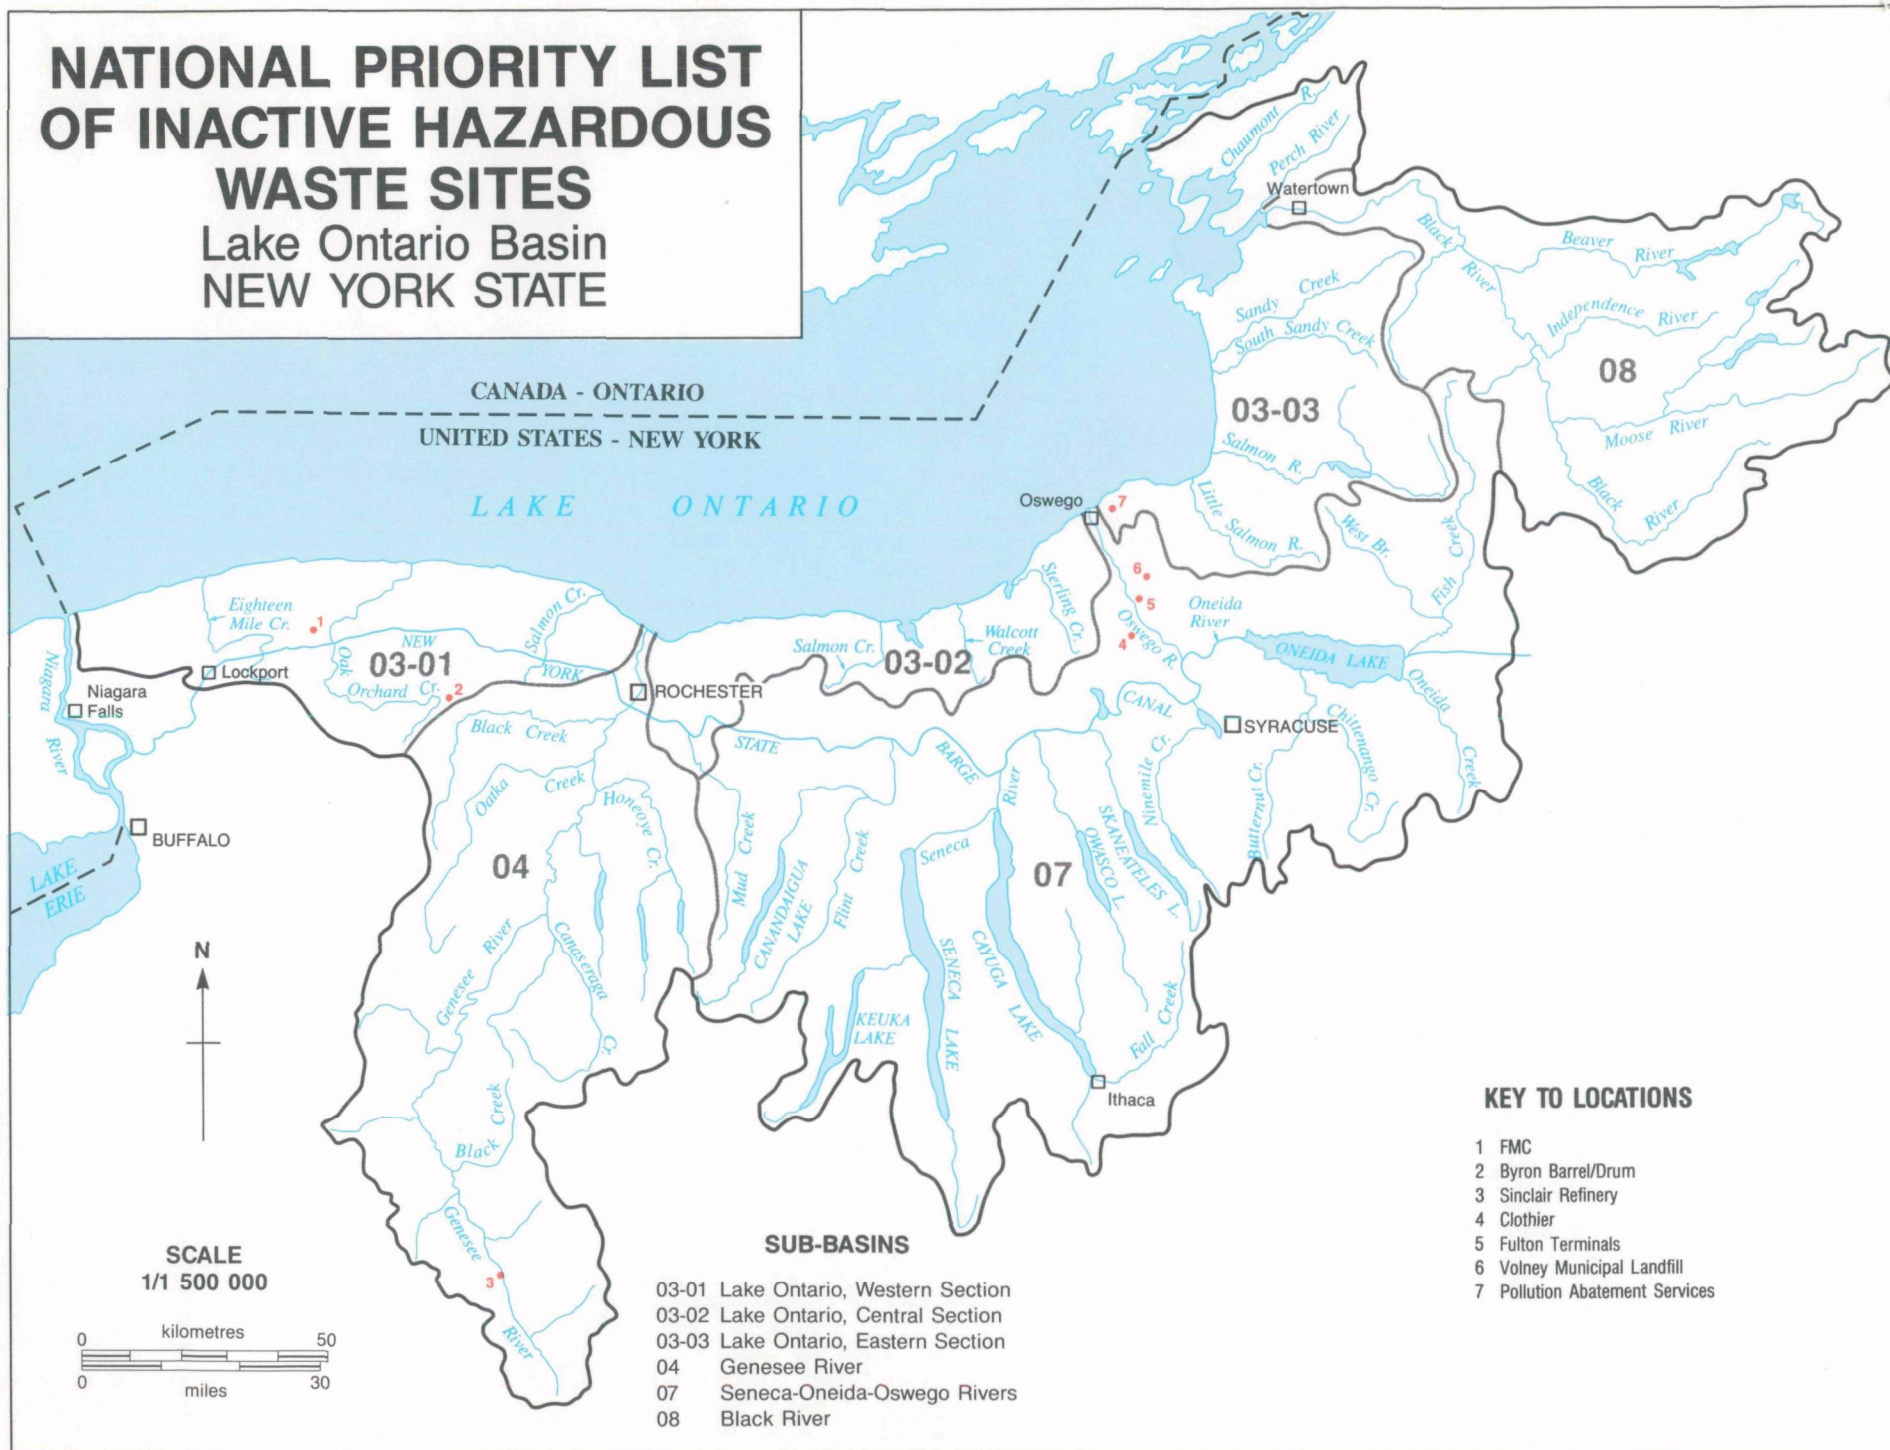 NATIONAL PRIORITY LIST
OF INACTIVE HAZARDOUS
WASTE SITES
Lake Ontario Basin
NEW YORK STATE
CANADA - ONTARIO
UNITED STATES - NEW YORK
LAKE ONTARIO
Chaumont R.
Perch River
Watertown
Black River
Beaver River
Independence River
08
Moose River
Black River
Sandy Creek
South Sandy Creek
03-03
Salmon R.
Little Salmon R.
West Br.
Fish Creek
Oswego
7
6
5
4
Oswego R.
Oneida River
ONEIDA LAKE
Oneida Creek
Sterling Cr.
Walcott Creek
Salmon Cr.
03-02
Eighteen
Mile Cr.
1
NEW
YORK
STATE
BARGE
CANAL
Salmon Cr.
Oak
Orchard Cr.
03-01
2
Lockport
Niagara
Falls
Niagara River
BUFFALO
LAKE
ERIE
ROCHESTER
SYRACUSE
Black Creek
Oatka Creek
Honeoye Cr.
04
Genesee River
Canaseraga Cr.
Black Creek
Genesee River
3
Mud Creek
CANANDAIGUA
LAKE
Flint Creek
Seneca River
07
OWASCO L.
SKANEATELES L.
Ninemile Cr.
Butternut Cr.
Chittenango Cr.
KEUKA
LAKE
SENECA LAKE
CAYUGA LAKE
Fall Creek
Ithaca
N
SCALE
1/1 500 000
kilometres
0 50
0 30
miles
SUB-BASINS
03-01 Lake Ontario, Western Section
03-02 Lake Ontario, Central Section
03-03 Lake Ontario, Eastern Section
04 Genesee River
07 Seneca-Oneida-Oswego Rivers
08 Black River
KEY TO LOCATIONS
1 FMC
2 Byron Barrel/Drum
3 Sinclair Refinery
4 Clothier
5 Fulton Terminals
6 Volney Municipal Landfill
7 Pollution Abatement Services